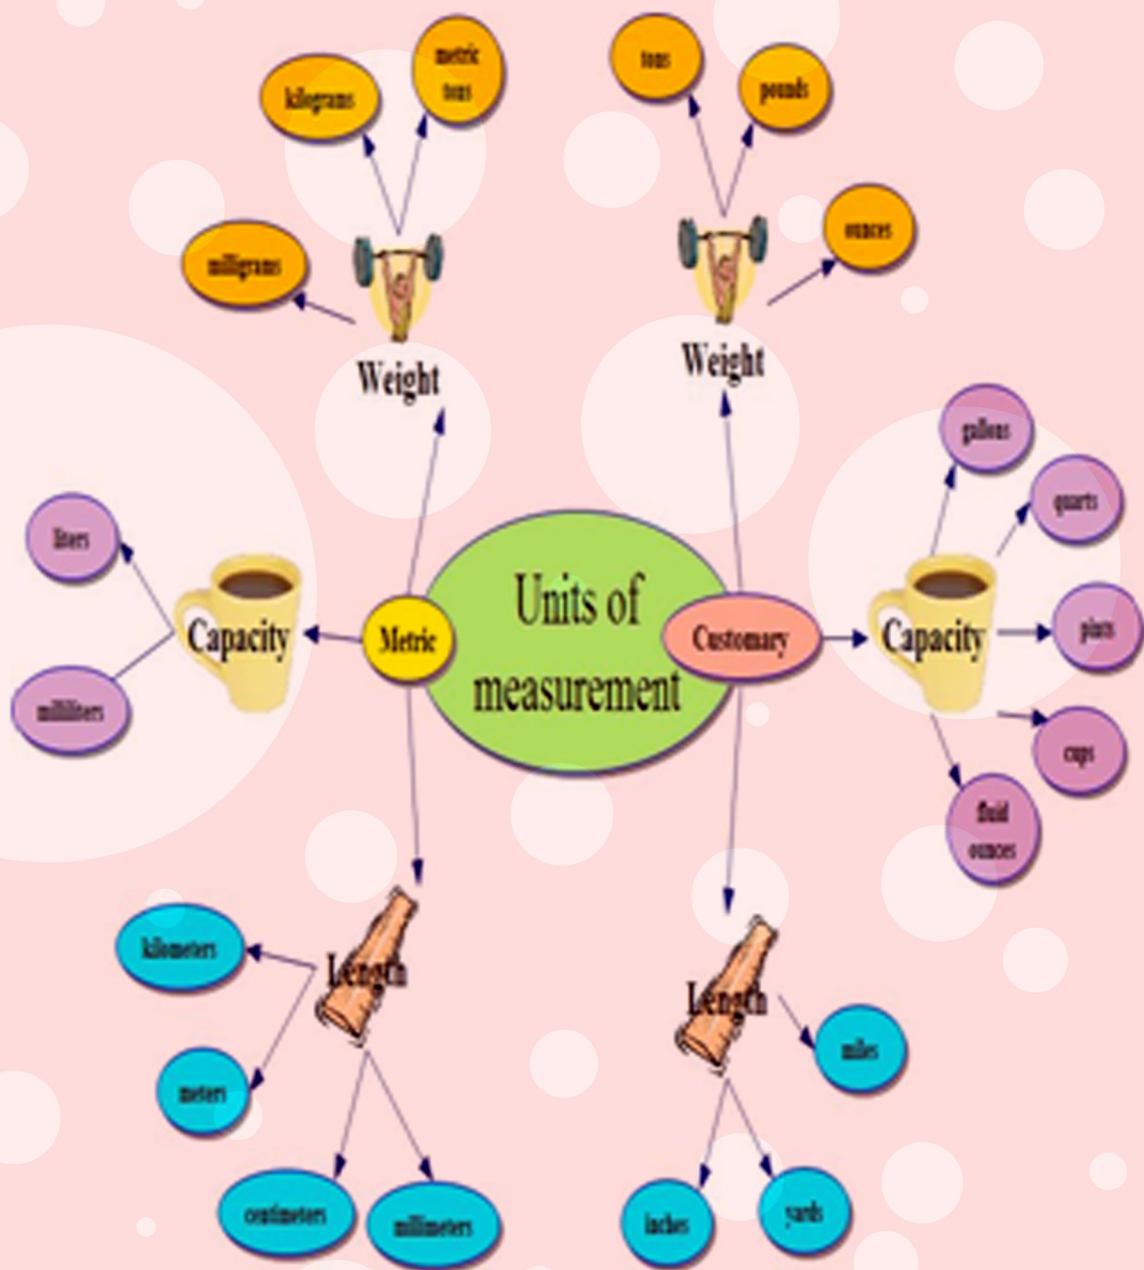 metric
tons
kilograms
milligrams
Weight
tons
pounds
ounces
Weight
gallons
quarts
pints
cups
fluid
ounces
Capacity
Units of
measurement
Metric
Customary
Capacity
liters
milliliters
kilometers
Length
meters
centimeters
millimeters
Length
miles
inches
yards